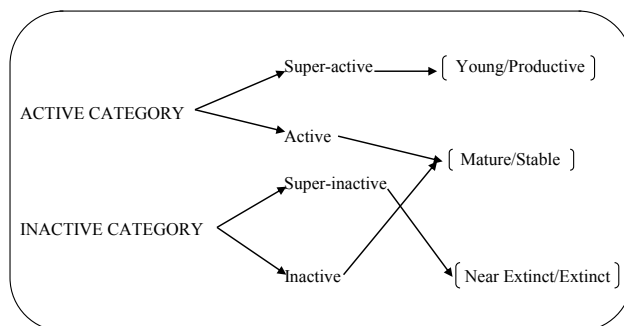 Super-active
Young/Productive
ACTIVE CATEGORY
Active
Mature/Stable
Super-inactive
INACTIVE CATEGORY
Inactive
Near Extinct/Extinct